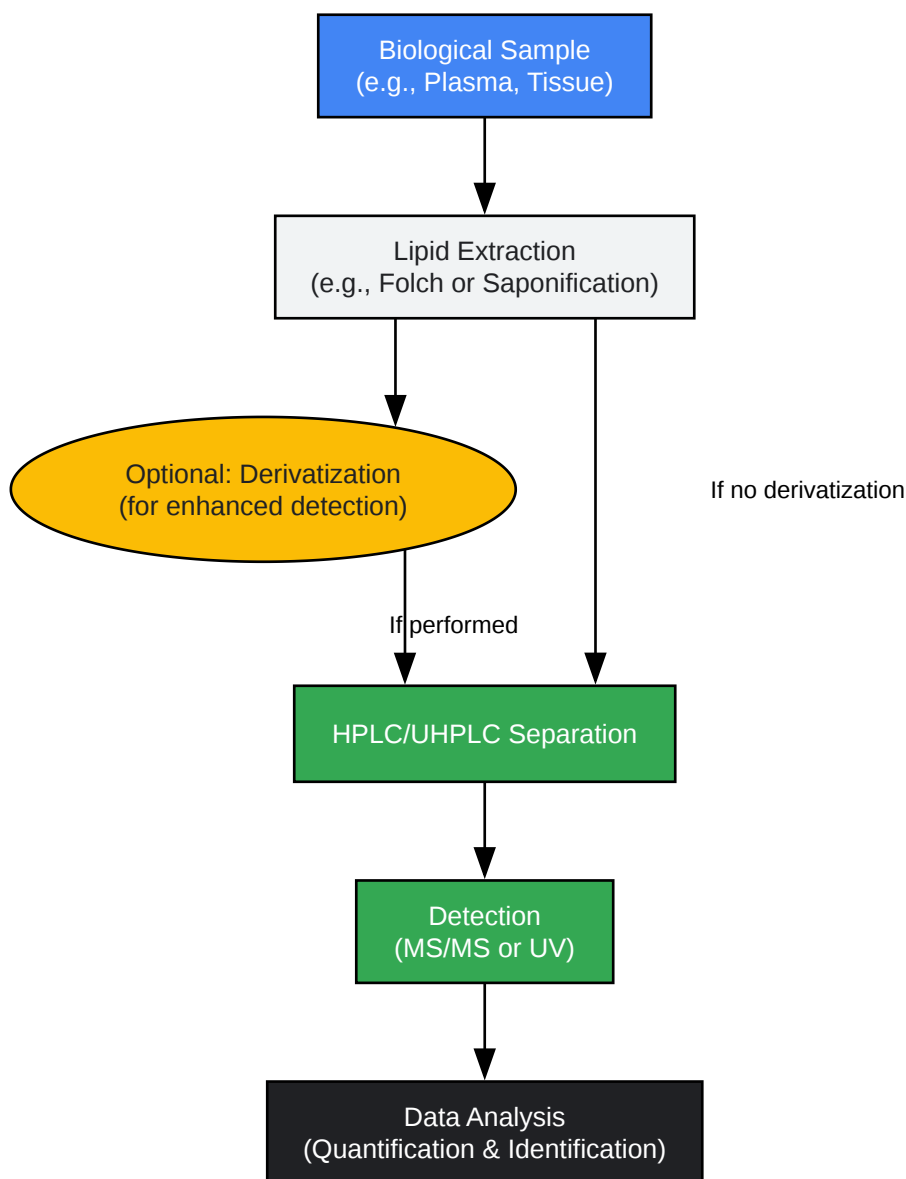 Biological Sample
(e.g., Plasma, Tissue)
Lipid Extraction
(e.g., Folch or Saponification)
Optional: Derivatization
(for enhanced detection)
If no derivatization
If performed
HPLC/UHPLC Separation
Detection
(MS/MS or UV)
Data Analysis
(Quantification & Identification)